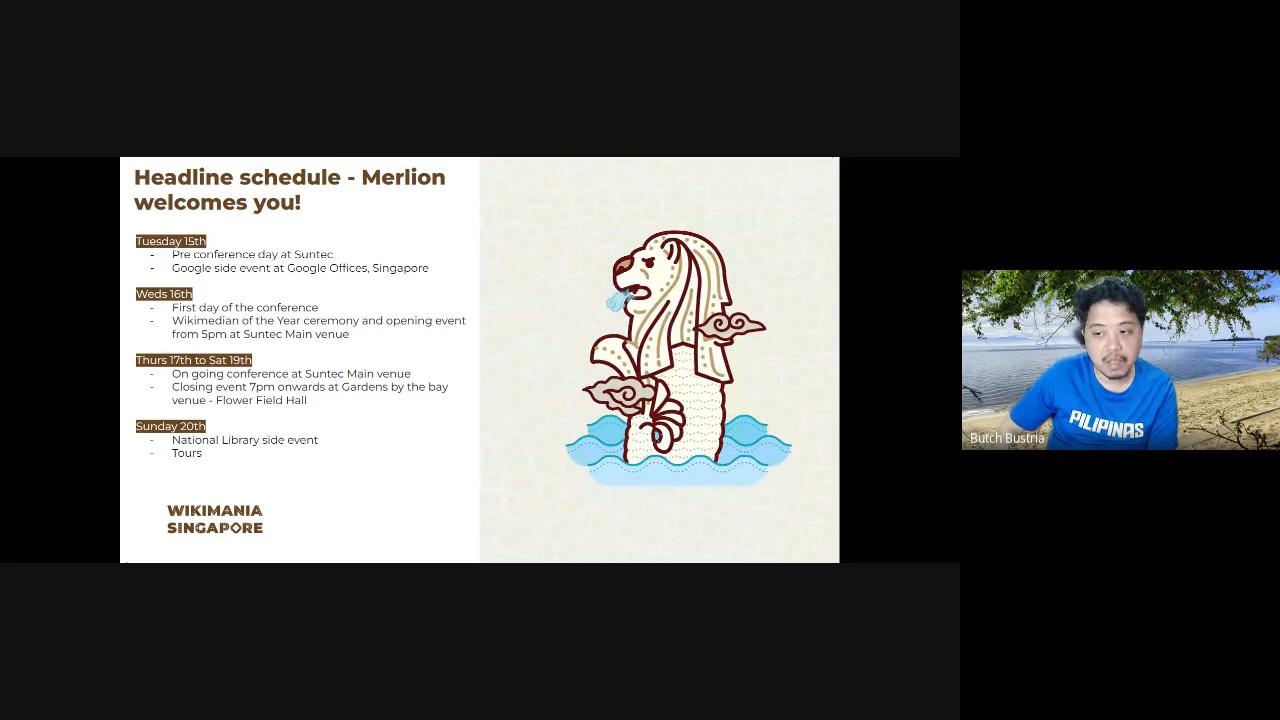 Headline schedule - Merlion
welcomes you!
Tuesday 15th
- Pre conference day at Suntec
- Google side event at Google Offices, Singapore
Weds 16th
- First day of the conference
- Wikimedian of the Year ceremony and opening event
from 5pm at Suntec Main venue
Thurs 17th to Sat 19th
- On going conference at Suntec Main venue
- Closing event 7pm onwards at Gardens by the bay
venue - Flower Field Hall
Sunday 20th
- National Library side event
- Tours
WIKIMANIA
SINGAPORE
PILIPINAS
Butch Bustria